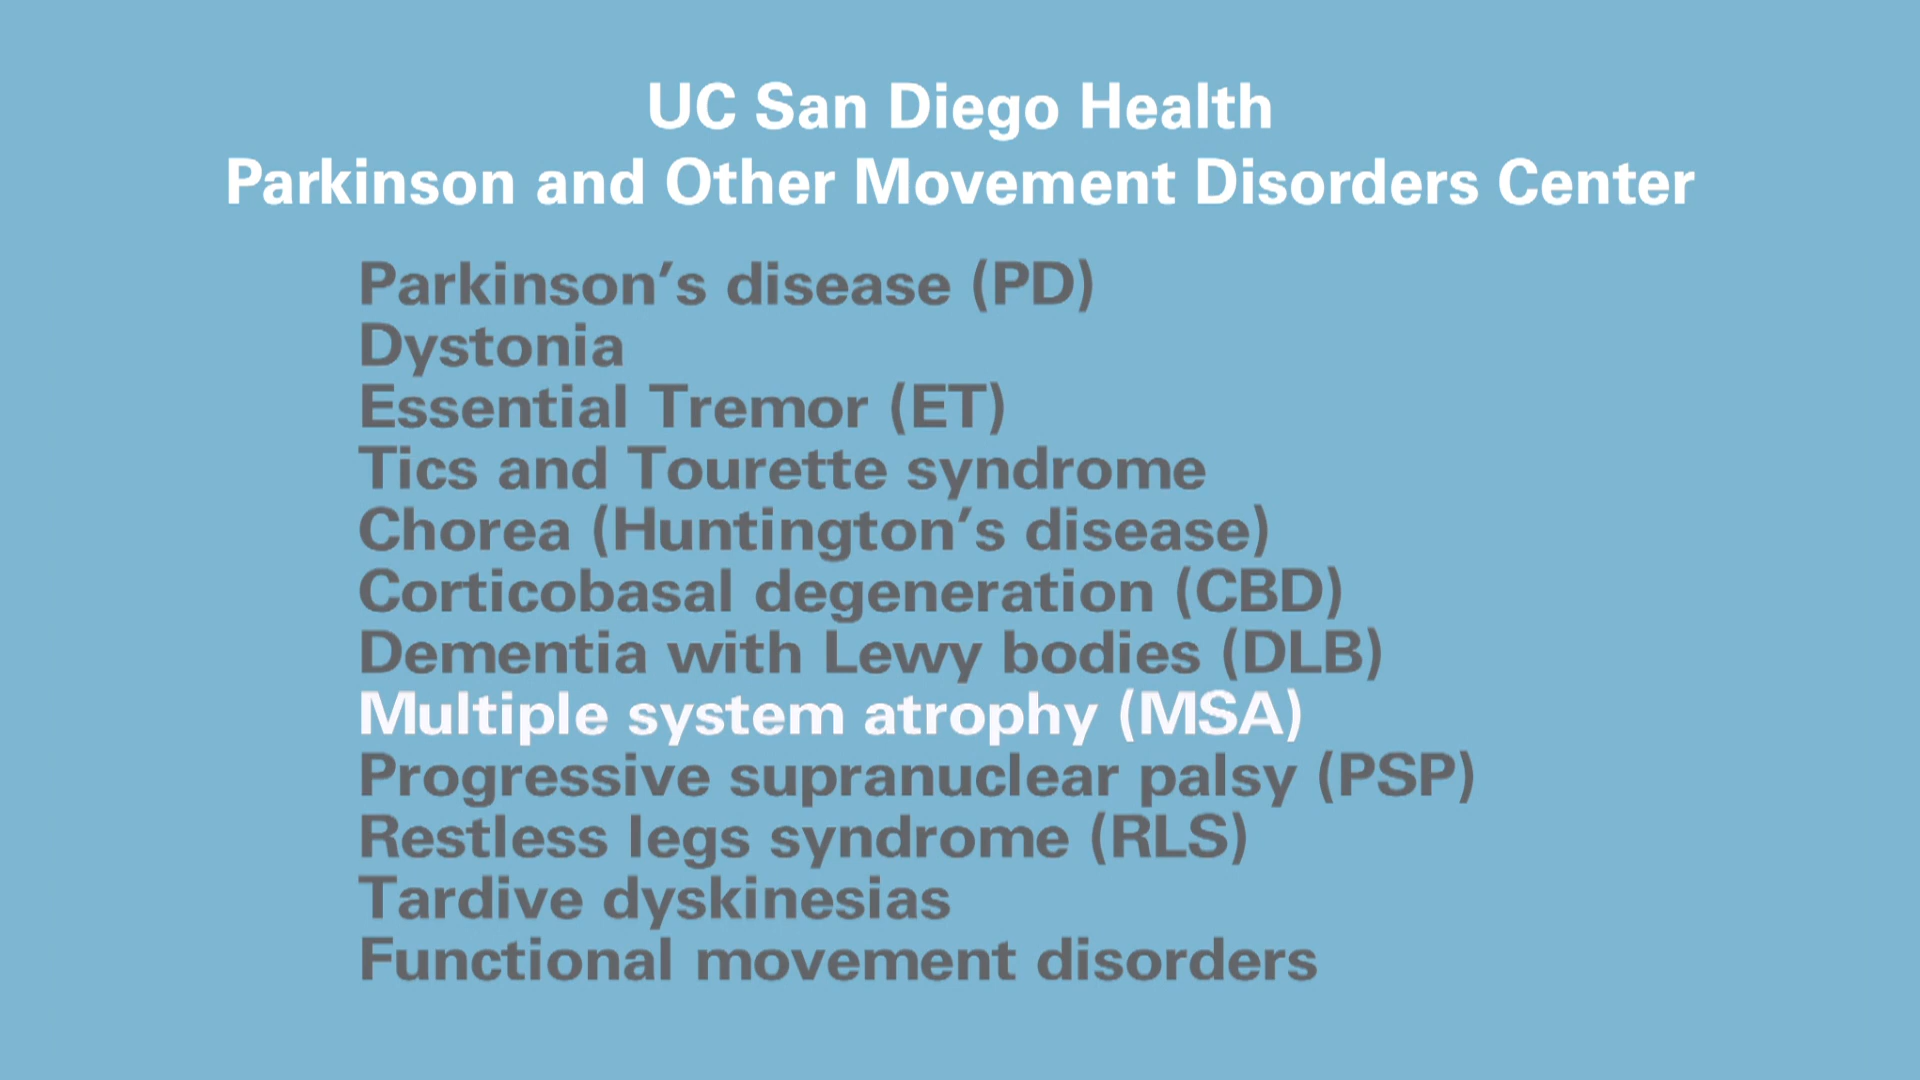 UC San Diego Health
Parkinson and Other Movement Disorders Center
Parkinson’s disease (PD)
Dystonia
Essential Tremor (ET)
Tics and Tourette syndrome
Chorea (Huntington’s disease)
Corticobasal degeneration (CBD)
Dementia with Lewy bodies (DLB)
Multiple system atrophy (MSA)
Progressive supranuclear palsy (PSP)
Restless legs syndrome (RLS)
Tardive dyskinesias
Functional movement disorders